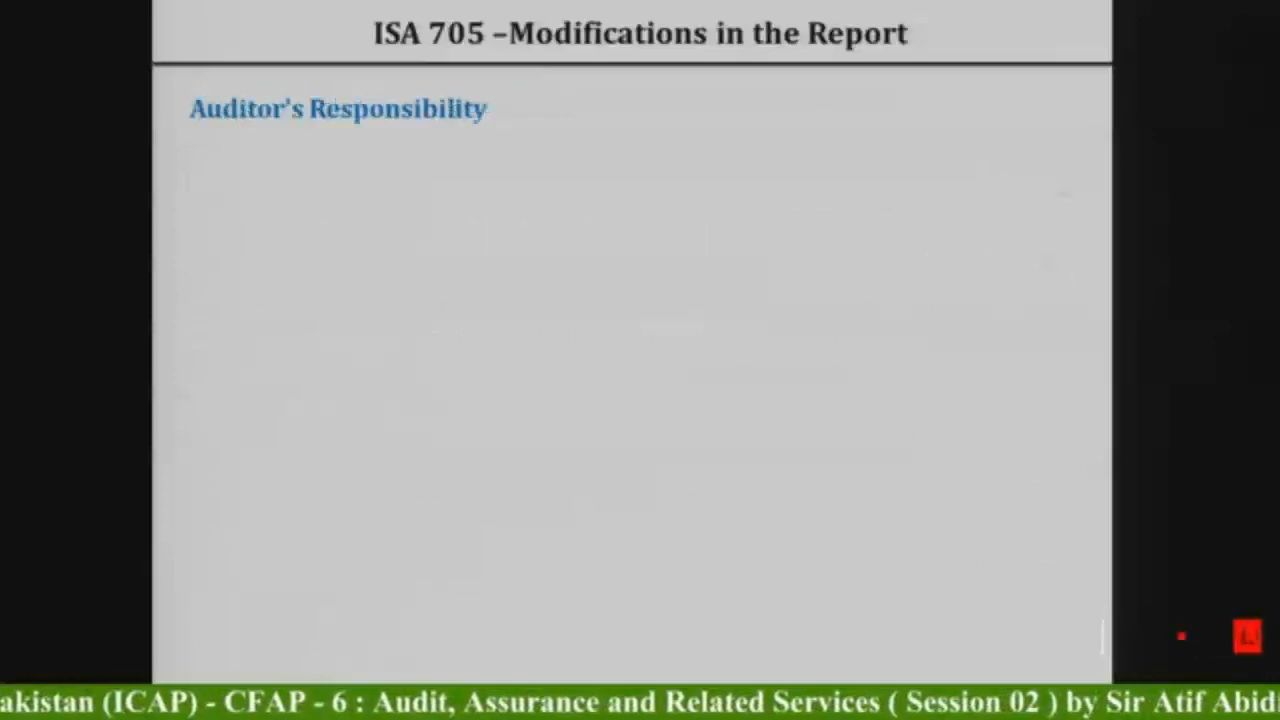 ISA 705 –Modifications in the Report
Auditor's Responsibility
akistan (ICAP) - CFAP - 6 : Audit, Assurance and Related Services ( Session 02 ) by Sir Atif Abidi